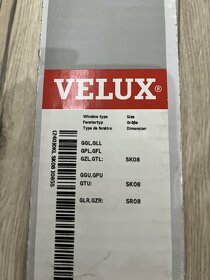 VELUX®
Window type Size
Fenstertyp Größe
Type de fenêtre Dimension
GGL,GLL
GPL,GFL
GZL,GTL: SK08
GGU,GPU
GTU: SK08
GLR,GZR: SR08